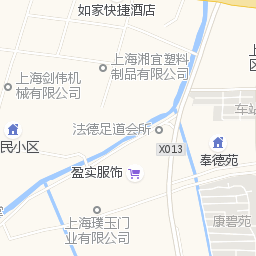 如家快捷酒店
上海湘宜塑料
制品有限公司
上
区
上海剑伟机
械有限公司
车站
法德足道会所
民小区
X013
奉德苑
盈实服饰
上海璞玉门
业有限公司
康碧苑